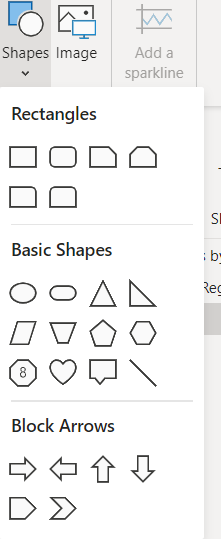 Shapes
Image
Add a
sparkline
Rectangles
Basic Shapes
8
Block Arrows